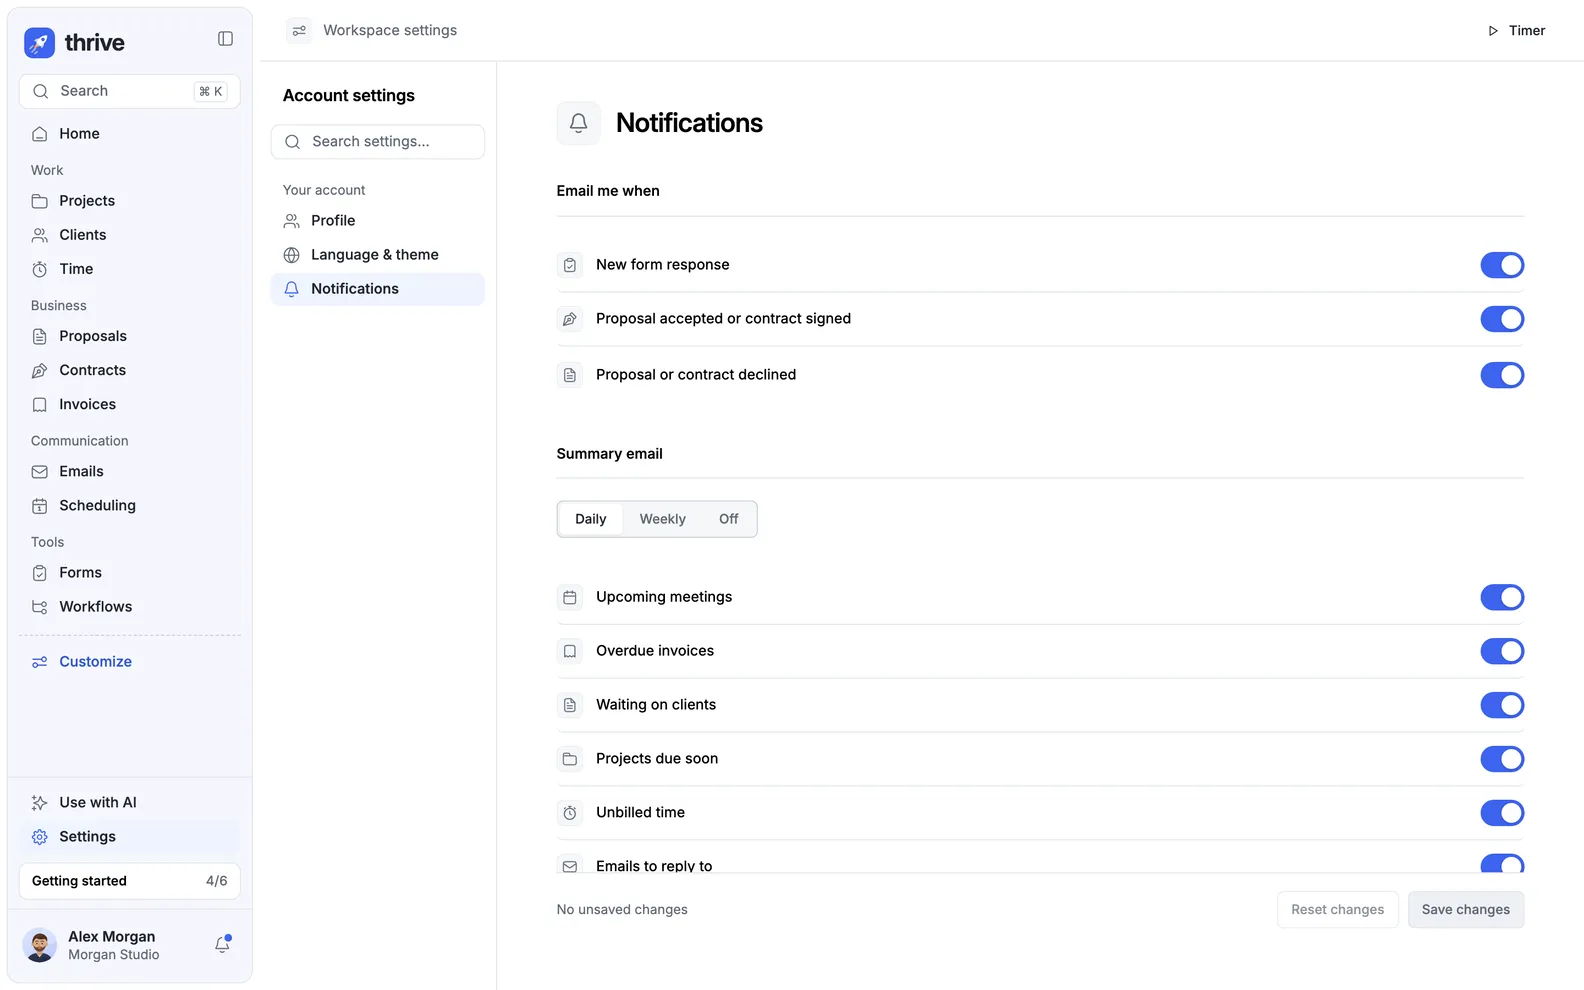 thrive
Search
⌘ K
Home
Work
Projects
Clients
Time
Business
Proposals
Contracts
Invoices
Communication
Emails
Scheduling
Tools
Forms
Workflows
Customize
Use with AI
Settings
Getting started 4/6
Alex Morgan
Morgan Studio
Workspace settings
Timer
Account settings
Search settings...
Your account
Profile
Language & theme
Notifications
Notifications
Email me when
New form response
Proposal accepted or contract signed
Proposal or contract declined
Summary email
Daily Weekly Off
Upcoming meetings
Overdue invoices
Waiting on clients
Projects due soon
Unbilled time
Emails to reply to
No unsaved changes
Reset changes Save changes